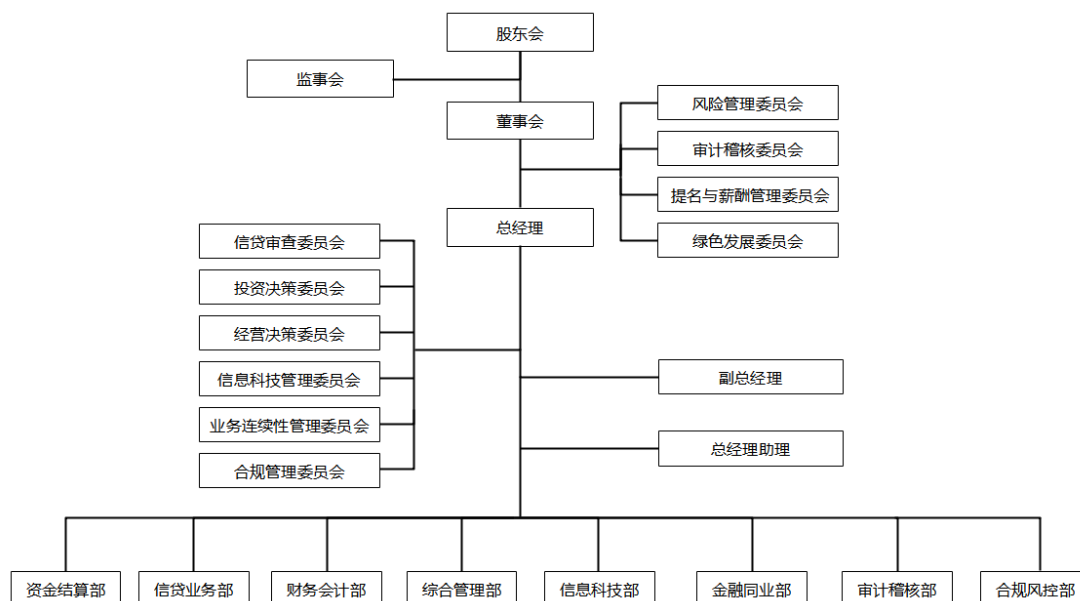 股东会
监事会
董事会
风险管理委员会
审计稽核委员会
提名与薪酬管理委员会
绿色发展委员会
总经理
信贷审查委员会
投资决策委员会
经营决策委员会
信息科技管理委员会
业务连续性管理委员会
合规管理委员会
副总经理
总经理助理
资金结算部
信贷业务部
财务会计部
综合管理部
信息科技部
金融同业部
审计稽核部
合规风控部